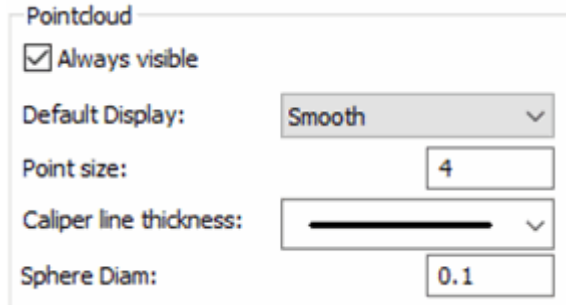 Pointcloud
Always visible
Default Display: Smooth
Point size: 4
Caliper line thickness:
Sphere Diam: 0.1